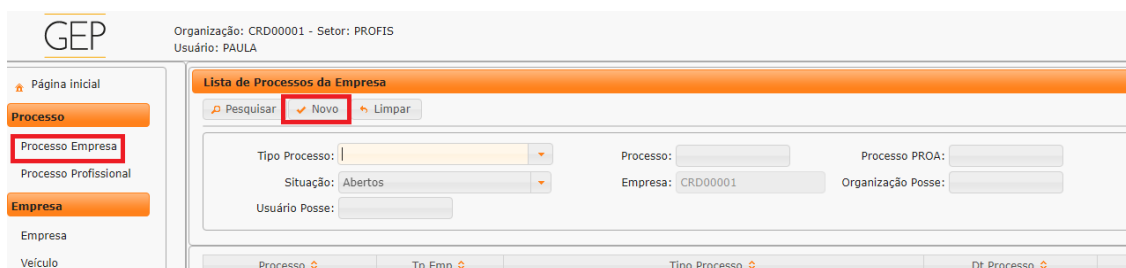 GEP
Organização: CRD00001 - Setor: PROFIS
Usuário: PAULA
Página inicial
Processo
Processo Empresa
Processo Profissional
Empresa
Empresa
Veículo
Lista de Processos da Empresa
Pesquisar Novo Limpar
Tipo Processo: Processo: Processo PROA:
Situação: Abertos Empresa: CRD00001 Organização Posse:
Usuário Posse:
Processo Tp Emp Tipo Processo Dt Processo